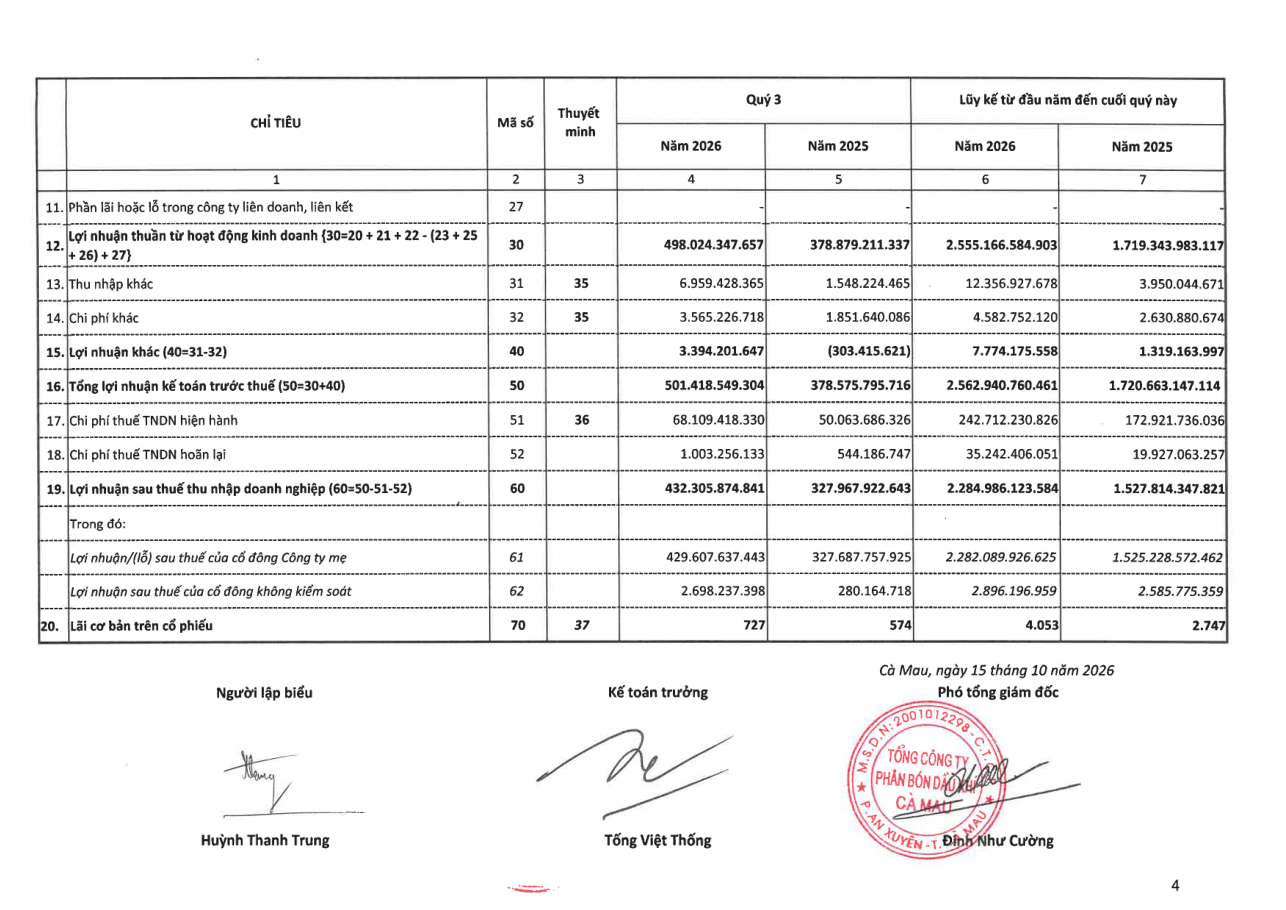 CHỈ TIÊU Mã số Thuyết minh Quý 3 Lũy kế từ đầu năm đến cuối quý này
Năm 2026 Năm 2025 Năm 2026 Năm 2025
1 2 3 4 5 6 7
11. Phần lãi hoặc lỗ trong công ty liên doanh, liên kết 27 - - - -
12. Lợi nhuận thuần từ hoạt động kinh doanh {30=20 + 21 + 22 - (23 + 25 + 26) + 27} 30 498.024.347.657 378.879.211.337 2.555.166.584.903 1.719.343.983.117
13. Thu nhập khác 31 35 6.959.428.365 1.548.224.465 12.356.927.678 3.950.044.671
14. Chi phí khác 32 35 3.565.226.718 1.851.640.086 4.582.752.120 2.630.880.674
15. Lợi nhuận khác (40=31-32) 40 3.394.201.647 (303.415.621) 7.774.175.558 1.319.163.997
16. Tổng lợi nhuận kế toán trước thuế (50=30+40) 50 501.418.549.304 378.575.795.716 2.562.940.760.461 1.720.663.147.114
17. Chi phí thuế TNDN hiện hành 51 36 68.109.418.330 50.063.686.326 242.712.230.826 172.921.736.036
18. Chi phí thuế TNDN hoãn lại 52 1.003.256.133 544.186.747 35.242.406.051 19.927.063.257
19. Lợi nhuận sau thuế thu nhập doanh nghiệp (60=50-51-52) 60 432.305.874.841 327.967.922.643 2.284.986.123.584 1.527.814.347.821
Trong đó:
Lợi nhuận/(lỗ) sau thuế của cổ đông Công ty mẹ 61 429.607.637.443 327.687.757.925 2.282.089.926.625 1.525.228.572.462
Lợi nhuận sau thuế của cổ đông không kiểm soát 62 2.698.237.398 280.164.718 2.896.196.959 2.585.775.359
20. Lãi cơ bản trên cổ phiếu 70 37 727 574 4.053 2.747
Cà Mau, ngày 15 tháng 10 năm 2026
Người lập biểu Kế toán trưởng Phó tổng giám đốc
M.S.D.N: 2001012298-C.T.
TỔNG CÔNG TY
PHÂN BÓN DẦU KHÍ
CÀ MAU
P. AN XUYÊN - T. CÀ MAU
Huỳnh Thanh Trung Tống Việt Thống Đinh Như Cường
4